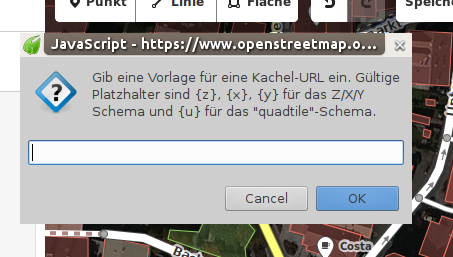 Punkt
Linie
Fläche
JavaScript - https://www.openstreetmap.o...
Gib eine Vorlage für eine Kachel-URL ein. Gültige
Platzhalter sind {z}, {x}, {y} für das Z/X/Y
Schema und {u} für das "quadtile"-Schema.
Cancel
OK
Costa